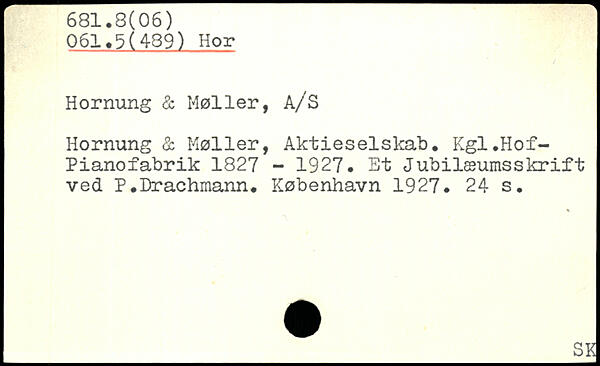 681.8(06)
061.5(489) Hor
Hornung & Møller, A/S
Hornung & Møller, Aktieselskab. Kgl.Hof-
Pianofabrik 1827 - 1927. Et Jubilæumsskrift
ved P.Drachmann. København 1927. 24 s.
SK